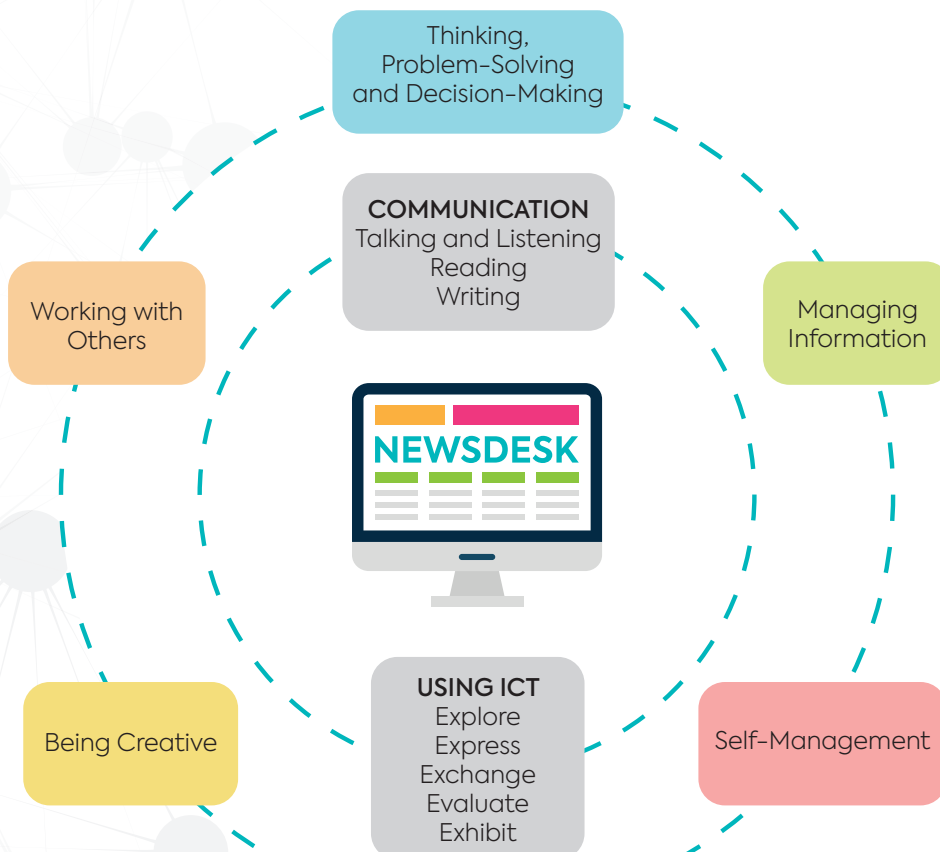 Thinking,
Problem-Solving
and Decision-Making
COMMUNICATION
Talking and Listening
Reading
Writing
Working with
Others
Managing
Information
NEWSDESK
USING ICT
Explore
Express
Exchange
Evaluate
Exhibit
Being Creative
Self-Management